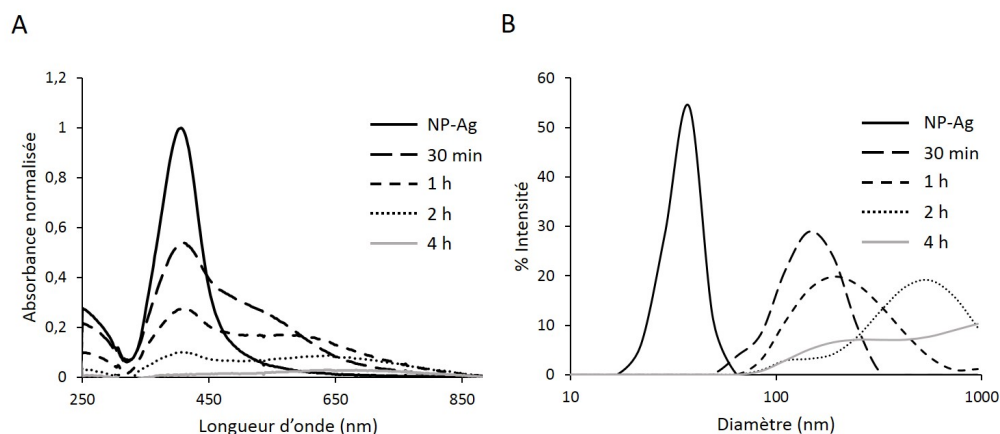 A
Absorbance normalisée
1,2
1
0,8
0,6
0,4
0,2
0
250
450
650
850
Longueur d’onde (nm)
NP-Ag
30 min
1 h
2 h
4 h
B
% Intensité
60
50
40
30
20
10
0
10
100
1000
Diamètre (nm)
NP-Ag
30 min
1 h
2 h
4 h